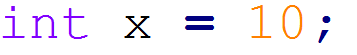 int x = 10;